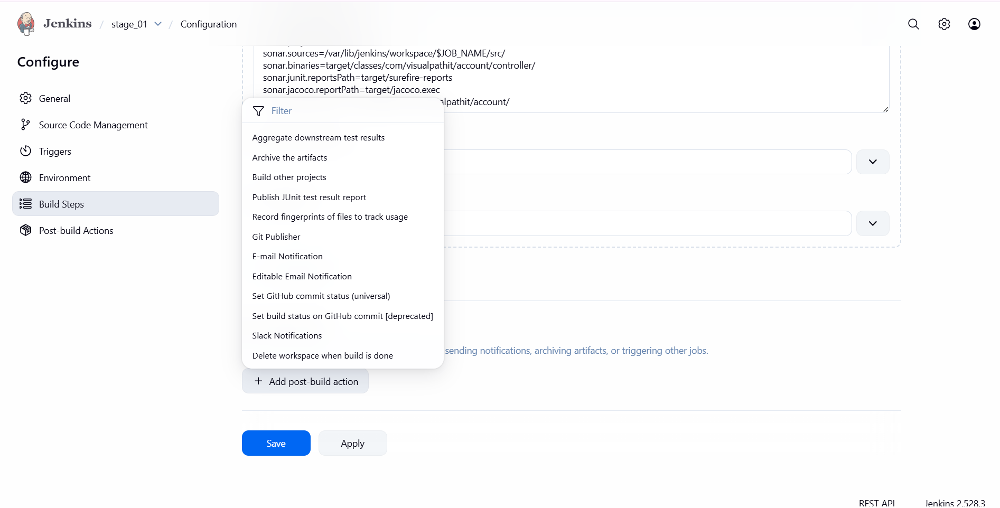 Jenkins / stage_01 / Configuration
Configure
General
Source Code Management
Triggers
Environment
Build Steps
Post-build Actions
sonar.sources=/var/lib/jenkins/workspace/$JOB_NAME/src/
sonar.binaries=target/classes/com/visualpathit/account/controller/
sonar.junit.reportsPath=target/surefire-reports
sonar.jacoco.reportPath=target/jacoco.exec
alpathit/account/
Filter
Aggregate downstream test results
Archive the artifacts
Build other projects
Publish JUnit test result report
Record fingerprints of files to track usage
Git Publisher
E-mail Notification
Editable Email Notification
Set GitHub commit status (universal)
Set build status on GitHub commit [deprecated]
Slack Notifications
Delete workspace when build is done
sending notifications, archiving artifacts, or triggering other jobs.
+ Add post-build action
Save
Apply
REST API
Jenkins 2.528.3